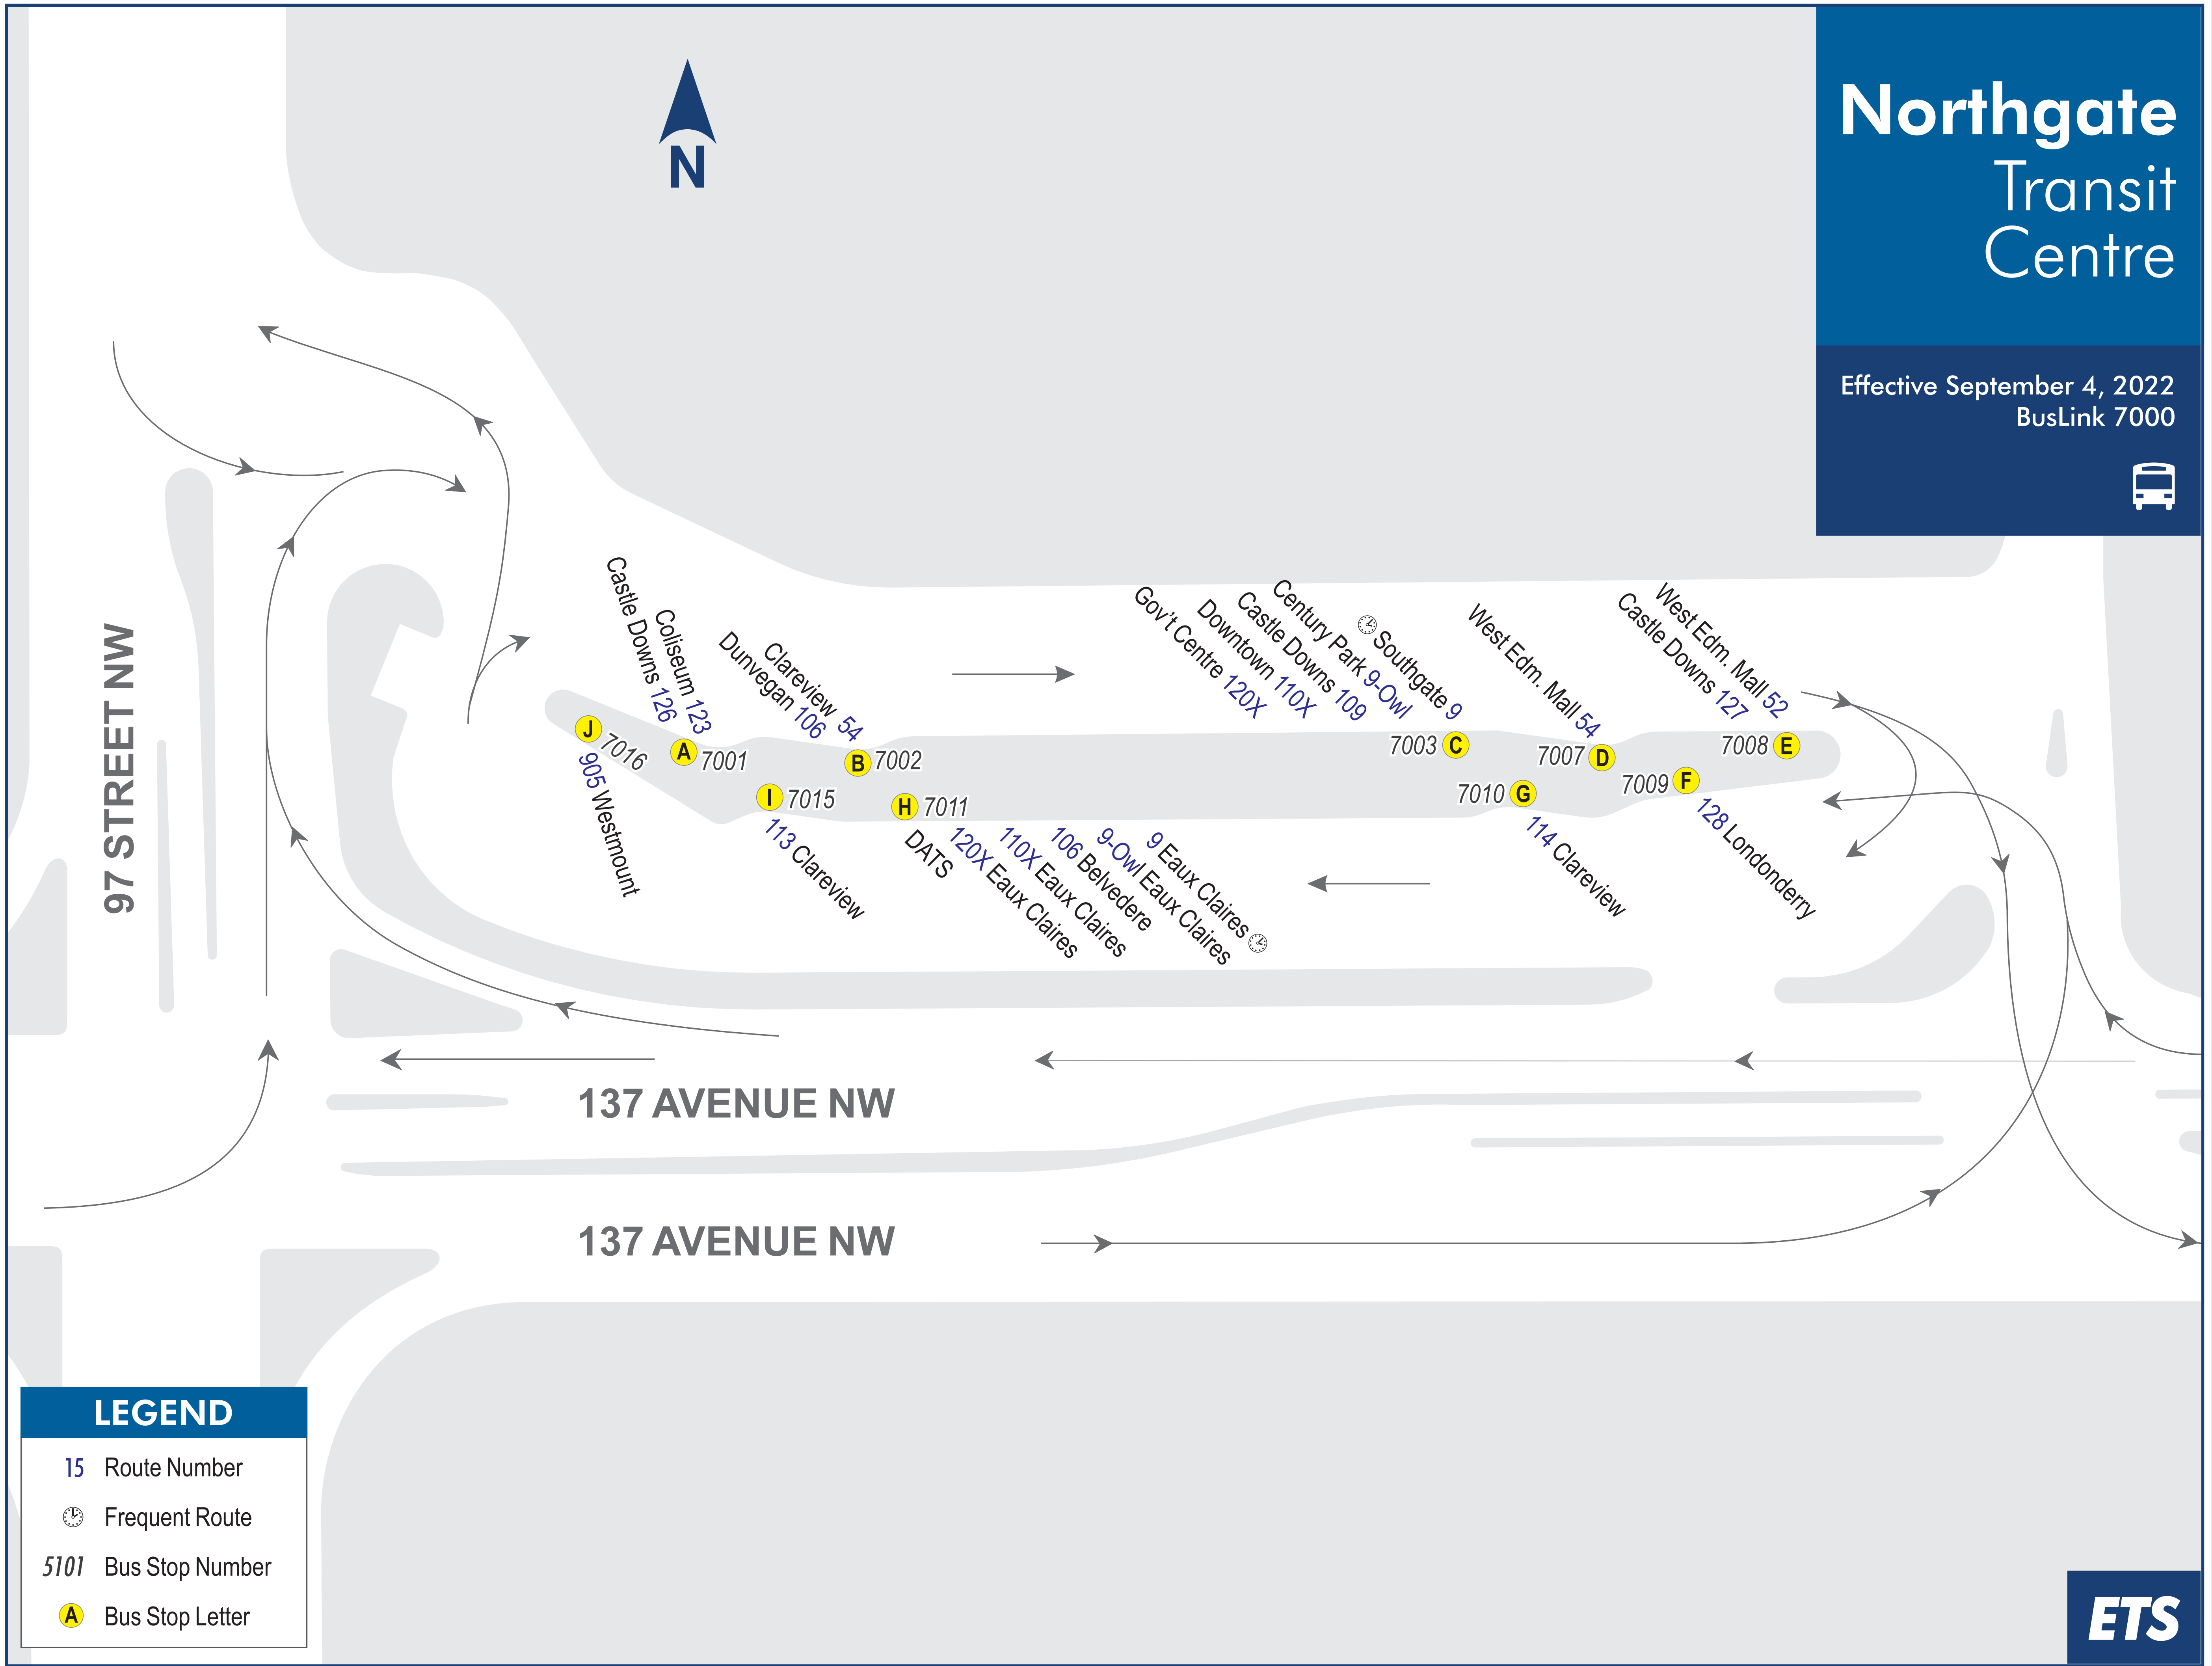 Northgate
Transit
Centre
Effective September 4, 2022
BusLink 7000
N
97 STREET NW
Castle Downs 126
Coliseum 123
Dunvegan 106
Clareview 54
Gov't Centre 120X
Downtown 110X
Castle Downs 109
Century Park 9-Owl
Southgate 9
West Edm. Mall 54
Castle Downs 127
West Edm. Mall 52
J 7016
A 7001
B 7002
7003 C
7007 D
7008 E
I 7015
H 7011
7010 G
7009 F
905 Westmount
113 Clareview
DATS
120X Eaux Claires
110X Eaux Claires
106 Belvedere
9-Owl Eaux Claires
9 Eaux Claires
114 Clareview
128 Londonderry
137 AVENUE NW
137 AVENUE NW
LEGEND
15 Route Number
Frequent Route
5101 Bus Stop Number
A Bus Stop Letter
ETS